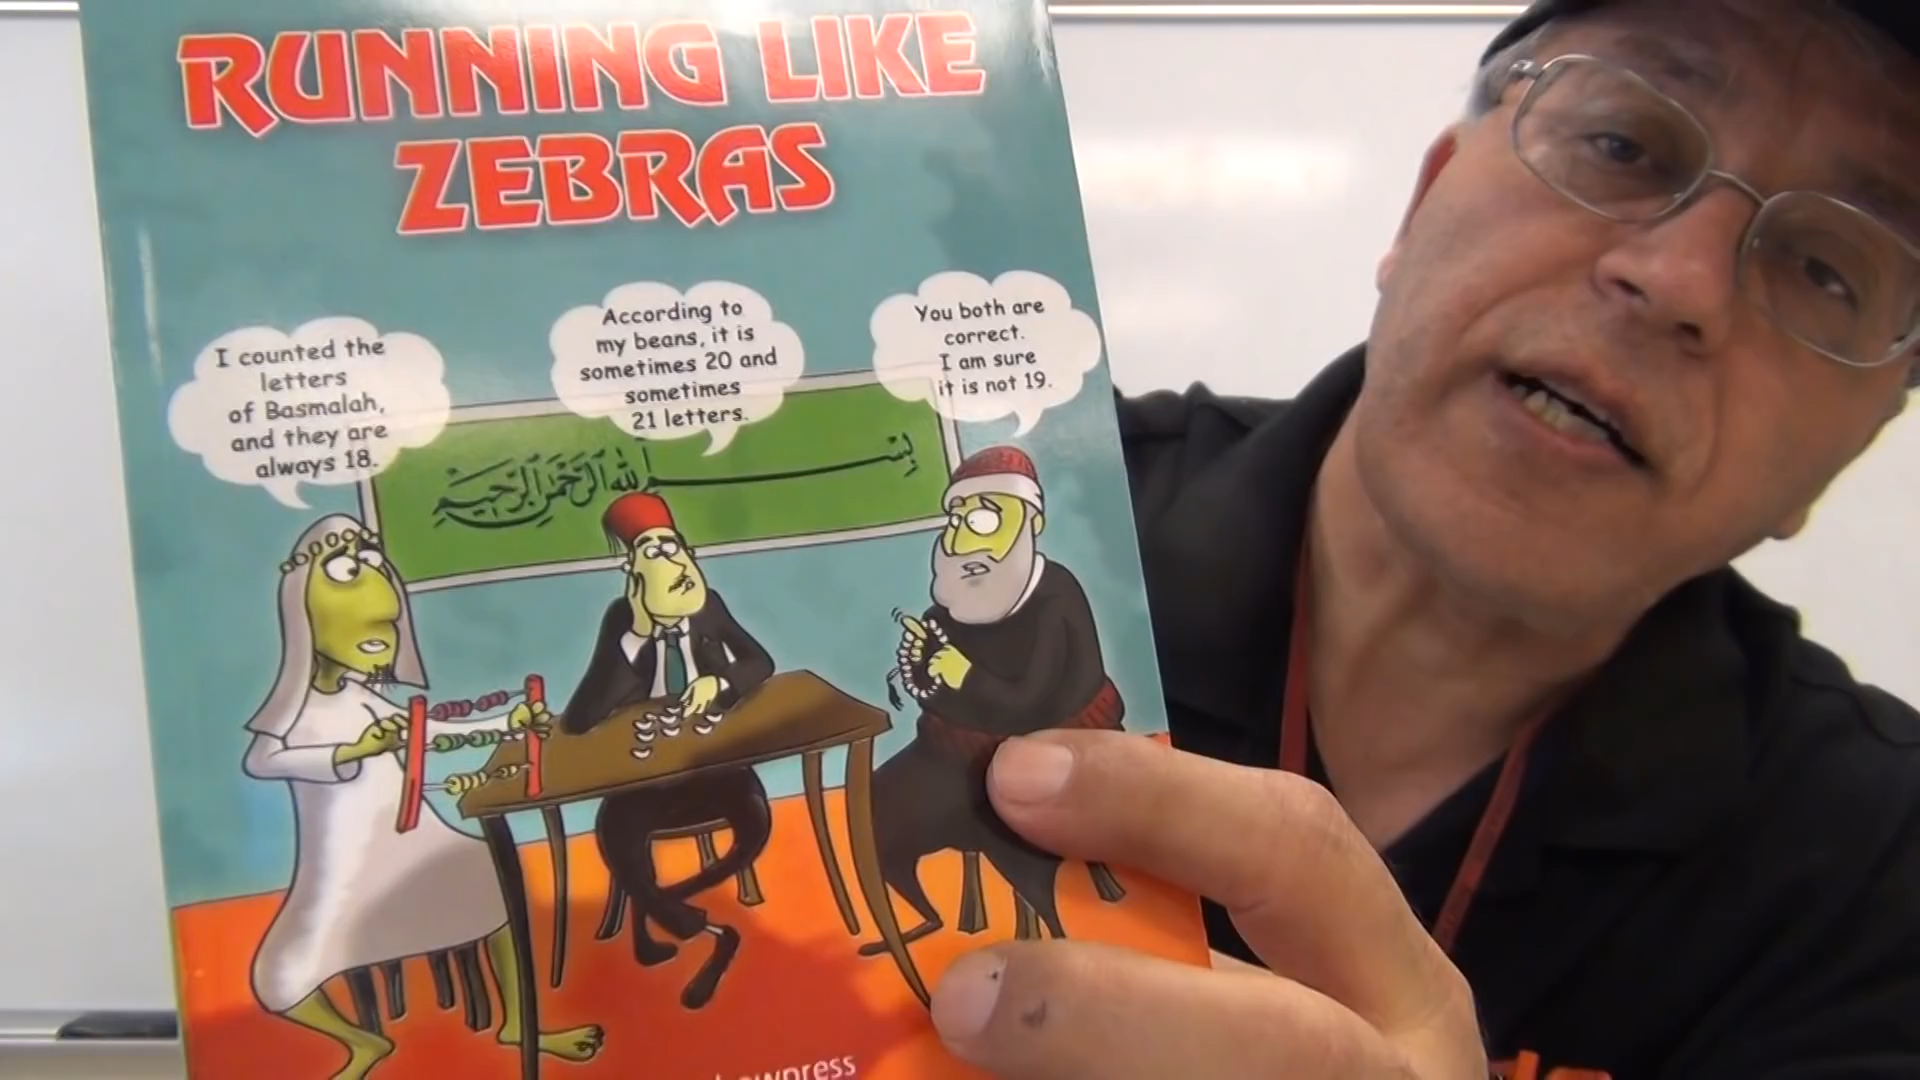 RUNNING LIKE
ZEBRAS
I counted the
letters
of Basmalah,
and they are
always 18.
According to
my beans, it is
sometimes 20 and
sometimes
21 letters.
You both are
correct.
I am sure
it is not 19.
بسم الله الرحمن الرحيم